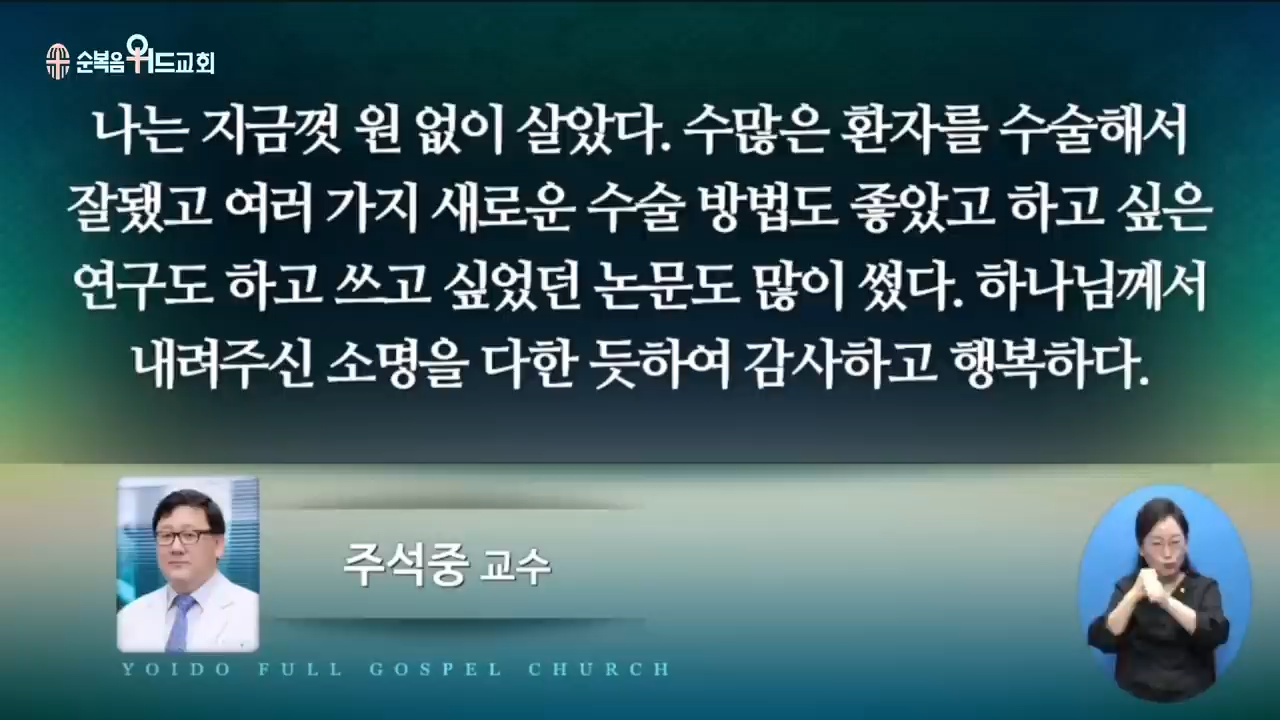 순복음위드교회
나는 지금껏 원 없이 살았다. 수많은 환자를 수술해서
잘됐고 여러 가지 새로운 수술 방법도 좋았고 하고 싶은
연구도 하고 쓰고 싶었던 논문도 많이 썼다. 하나님께서
내려주신 소명을 다한 듯하여 감사하고 행복하다.
주석중 교수
YOIDO FULL GOSPEL CHURCH